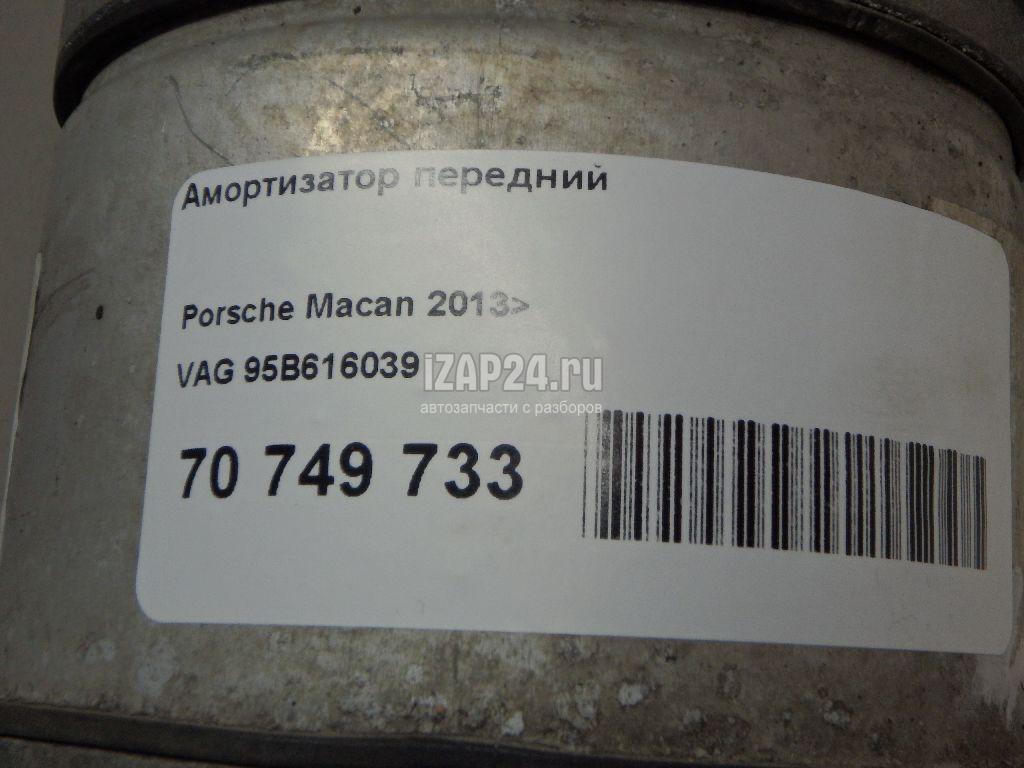 Амортизатор передний
Porsche Macan 2013>
VAG 95B616039
iZAP24.ru
автозапчасти с разборов
70 749 733